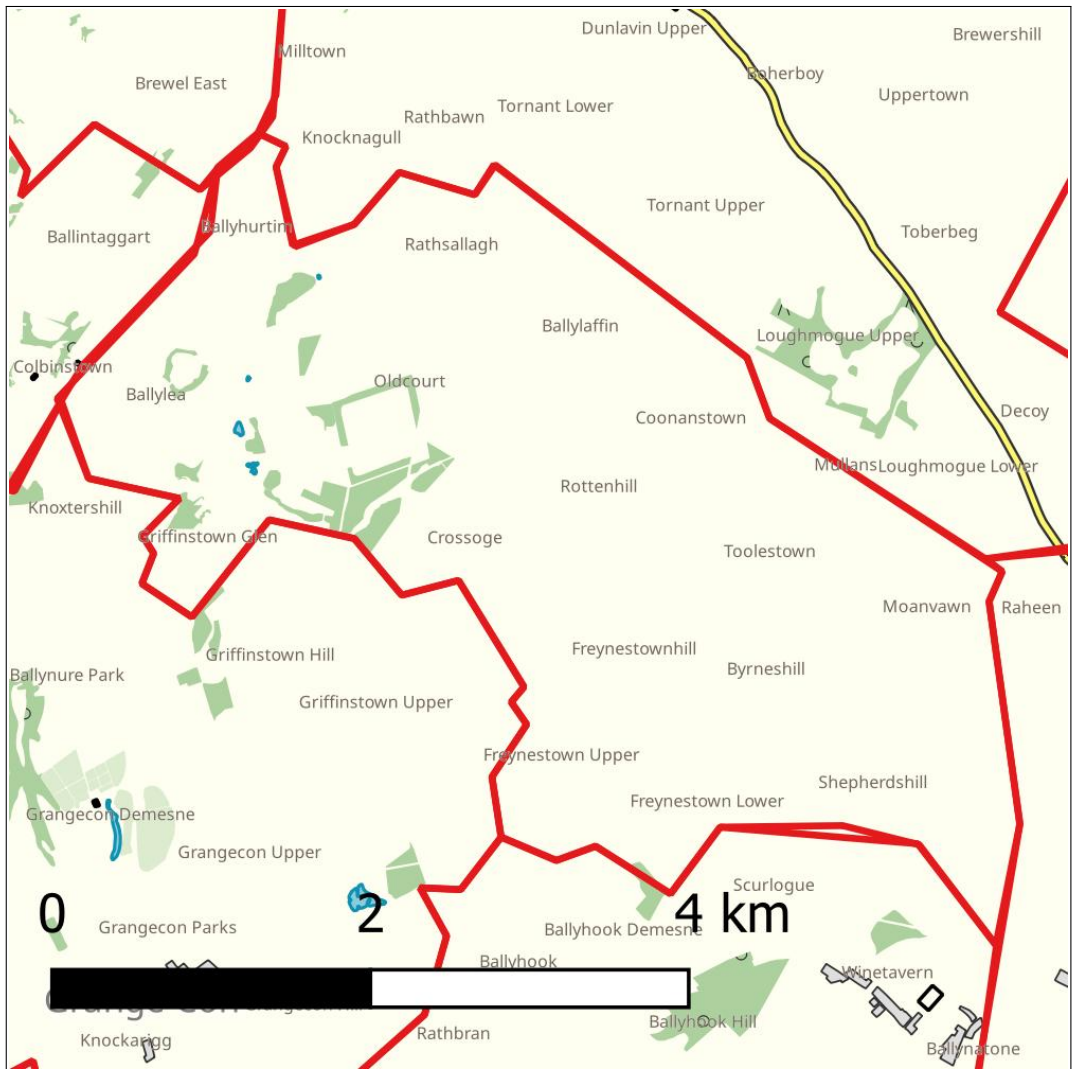 Dunlavin Upper
Brewershill
Milltown
Boherboy
Brewel East
Uppertown
Tornant Lower
Rathbawn
Knocknagull
Tornant Upper
Ballyhurtim
Toberbeg
Ballintaggart
Rathsallagh
Ballylaffin
Loughmogue Upper
Colbinstown
Oldcourt
Ballylea
Decoy
Coonanstown
Mullans
Loughmogue Lower
Rottenhill
Knoxtershill
Griffinstown Glen
Crossoge
Toolestown
Moanvawn
Raheen
Freynestownhill
Griffinstown Hill
Byrneshill
Ballynure Park
Griffinstown Upper
Freynestown Upper
Shepherdshill
Freynestown Lower
Grangecon Demesne
Grangecon Upper
Scurlogue
0 2 4 km
Grangecon Parks
Ballyhook Demesne
Ballyhook
Winetavern
Grange Con
Ballyhook Hill
Rathbran
Knockarigg
Ballynatone